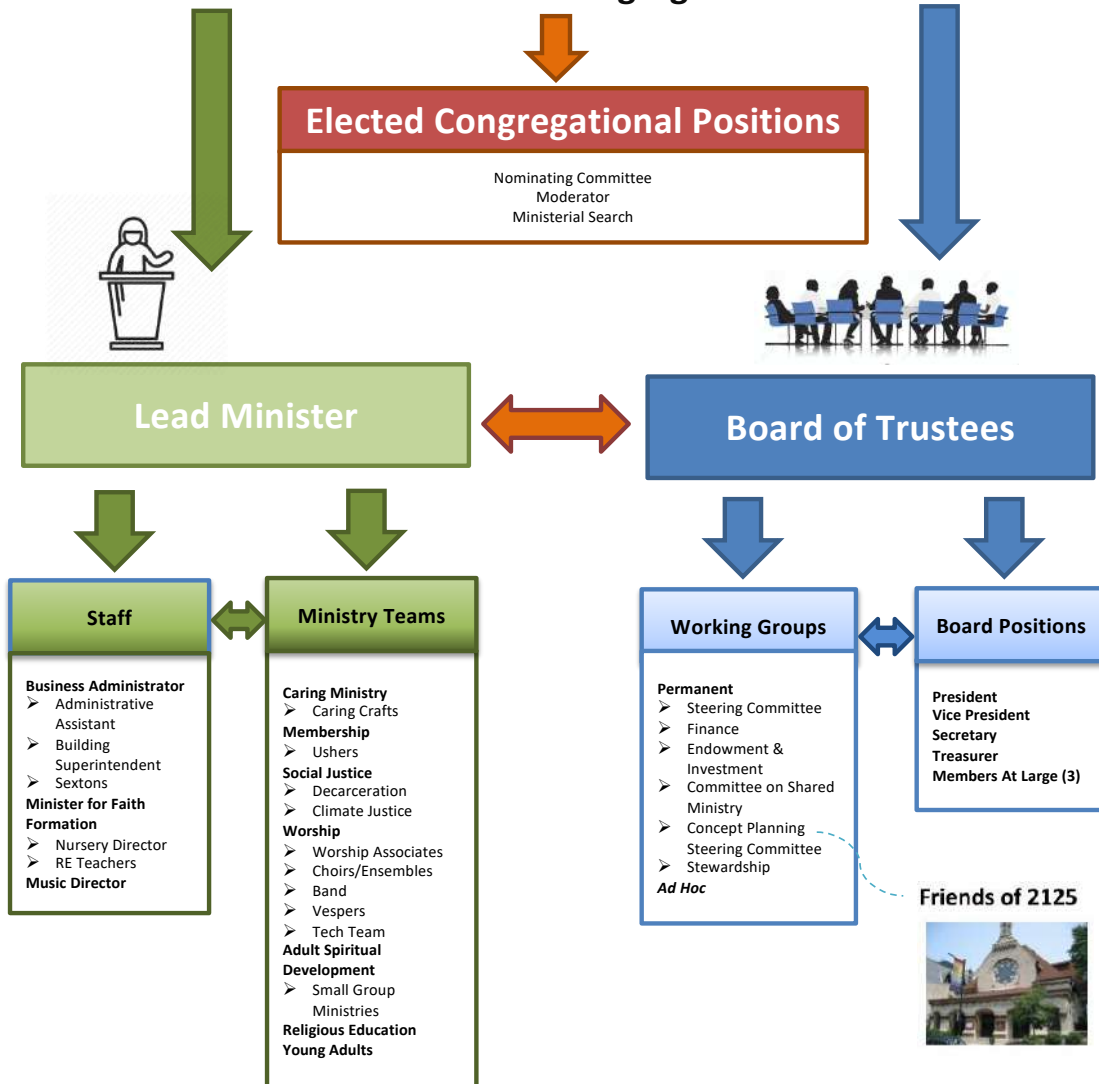 Elected Congregational Positions
Nominating Committee
Moderator
Ministerial Search
Lead Minister
Board of Trustees
Staff
Business Administrator
➢ Administrative
Assistant
➢ Building
Superintendent
➢ Sextons
Minister for Faith
Formation
➢ Nursery Director
➢ RE Teachers
Music Director
Ministry Teams
Caring Ministry
➢ Caring Crafts
Membership
➢ Ushers
Social Justice
➢ Decarceration
➢ Climate Justice
Worship
➢ Worship Associates
➢ Choirs/Ensembles
➢ Band
➢ Vespers
➢ Tech Team
Adult Spiritual
Development
➢ Small Group
Ministries
Religious Education
Young Adults
Working Groups
Permanent
➢ Steering Committee
➢ Finance
➢ Endowment &
Investment
➢ Committee on Shared
Ministry
➢ Concept Planning
Steering Committee
➢ Stewardship
Ad Hoc
Board Positions
President
Vice President
Secretary
Treasurer
Members At Large (3)
Friends of 2125